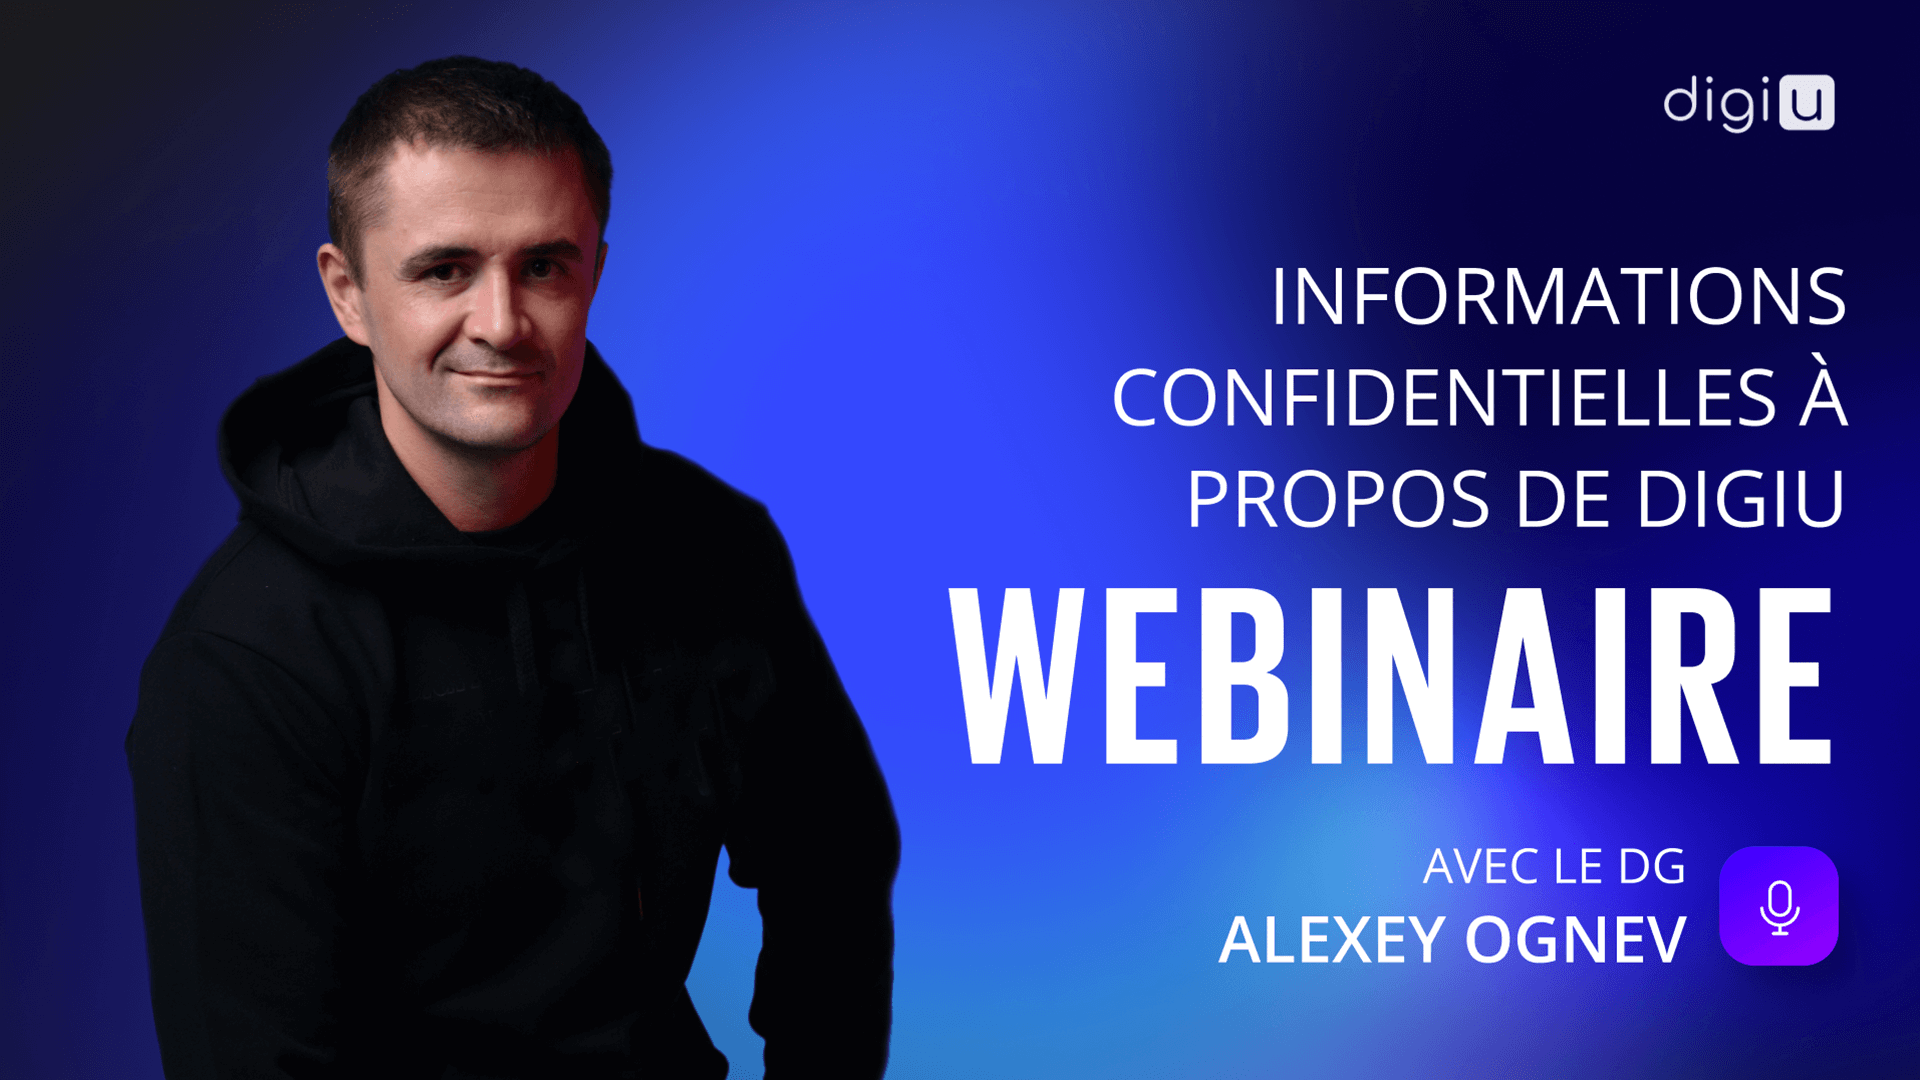 digiu
INFORMATIONS
CONFIDENTIELLES À
PROPOS DE DIGIU
WEBINAIRE
AVEC LE DG
ALEXEY OGNEV